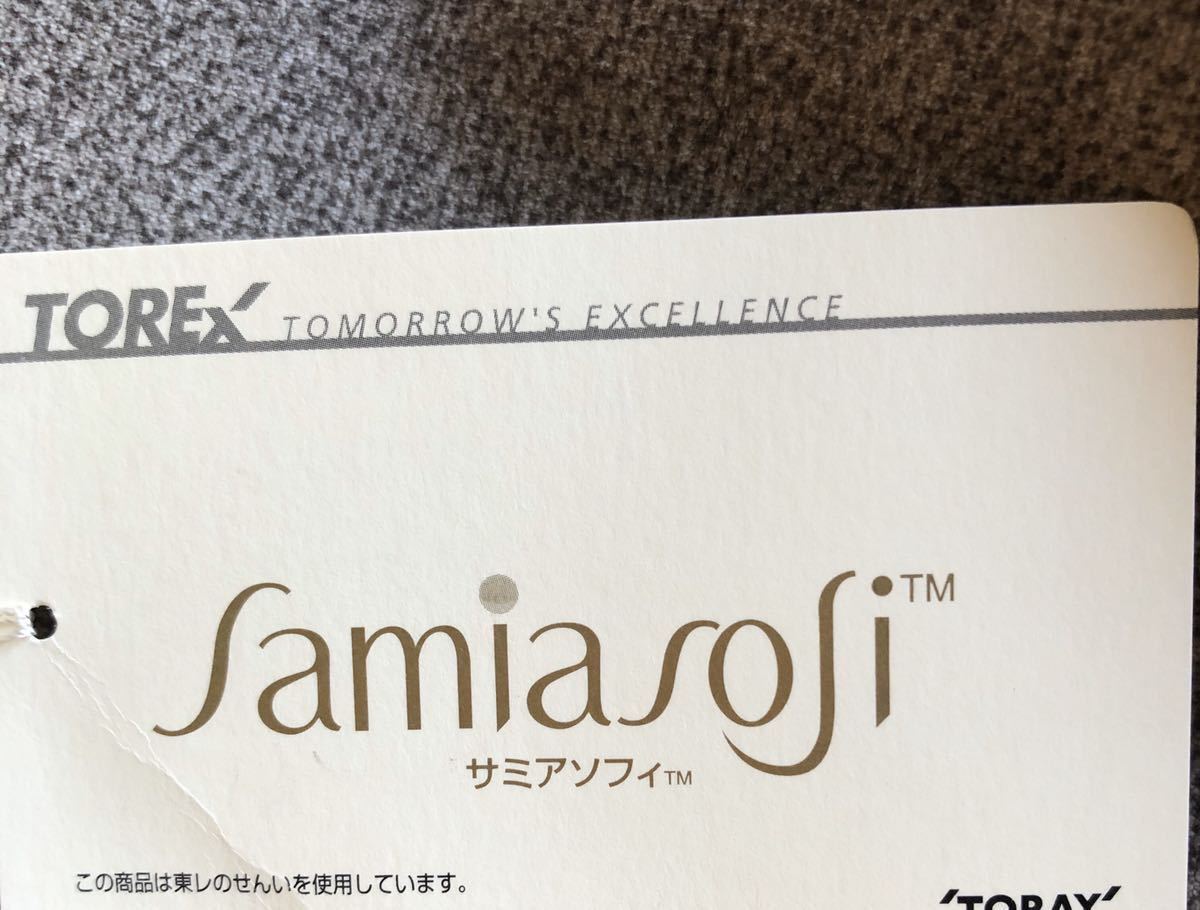 TOREX TOMORROW'S EXCELLENCE
Samiasofi™
サミアソフィ™
この商品は東レのせんいを使用しています。
'TORAY'